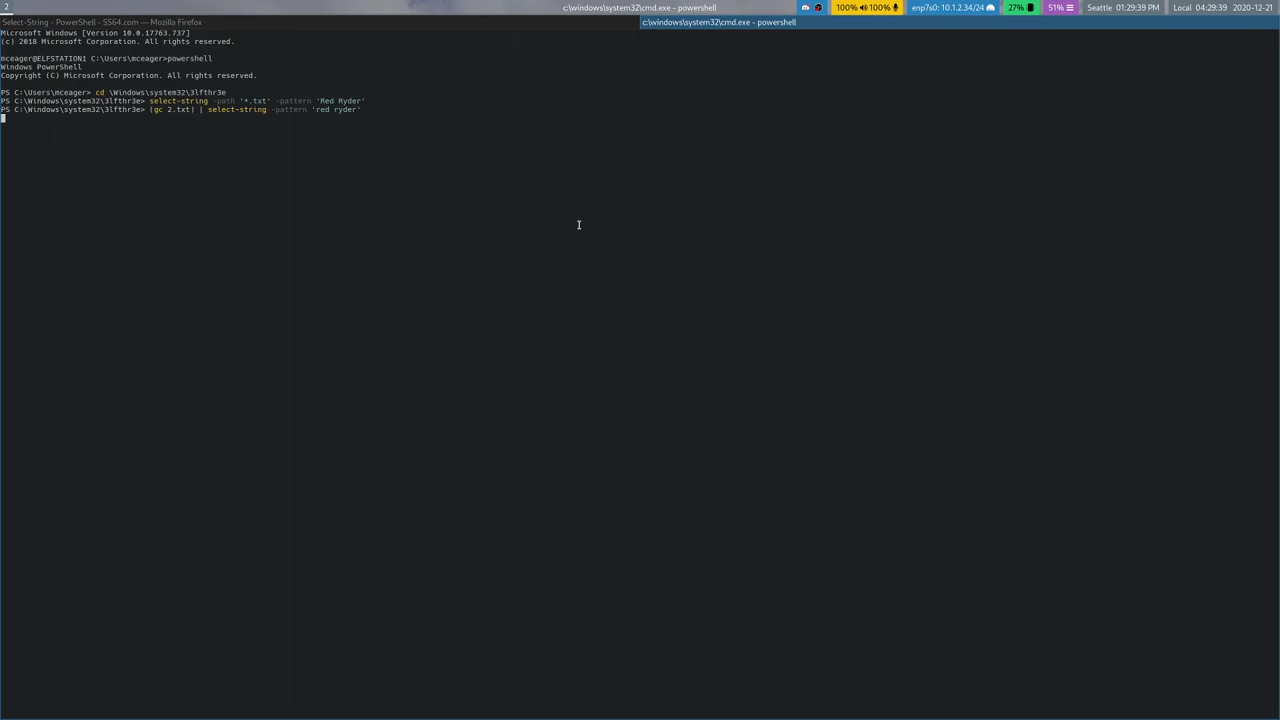 2
c:\windows\system32\cmd.exe - powershell
100% 100%
enp7s0: 10.1.2.34/24
27%
51%
Seattle 01:29:39 PM
Local 04:29:39 2020-12-21
Select-String - PowerShell - SS64.com — Mozilla Firefox
c:\windows\system32\cmd.exe - powershell
Microsoft Windows [Version 10.0.17763.737]
(c) 2018 Microsoft Corporation. All rights reserved.
mceager@ELFSTATION1 C:\Users\mceager>powershell
Windows PowerShell
Copyright (C) Microsoft Corporation. All rights reserved.
PS C:\Users\mceager> cd \Windows\system32\3lfthr3e
PS C:\Windows\system32\3lfthr3e> select-string -path '*.txt' -pattern 'Red Ryder'
PS C:\Windows\system32\3lfthr3e> (gc 2.txt) | select-string -pattern 'red ryder'